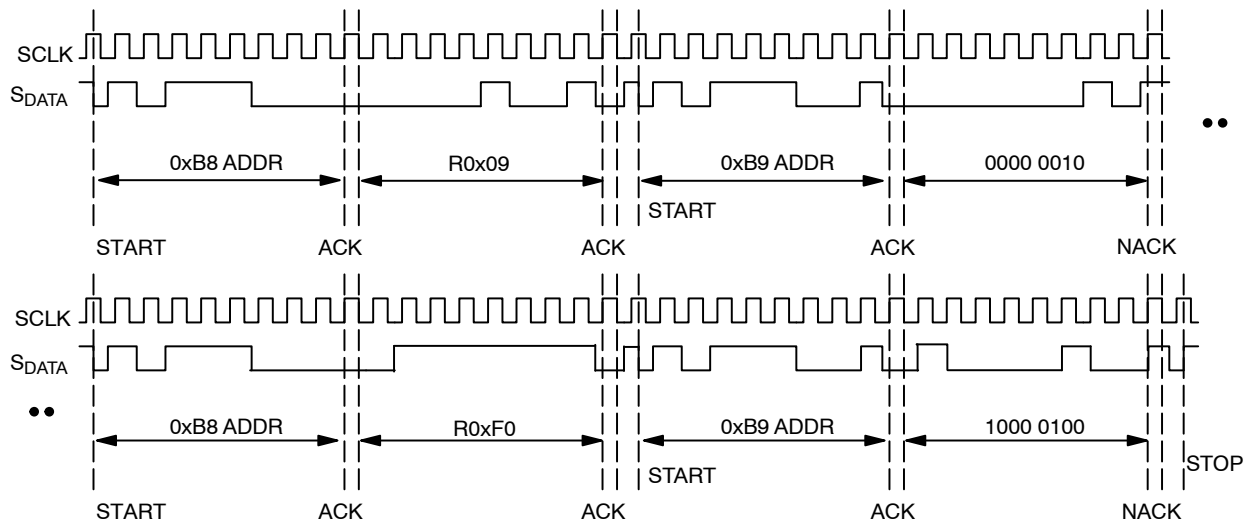 SCLK
SDATA
0xB8 ADDR R0x09 0xB9 ADDR 0000 0010
START
START ACK ACK ACK NACK
SCLK
SDATA
0xB8 ADDR R0xF0 0xB9 ADDR 1000 0100
START STOP
START ACK ACK ACK NACK